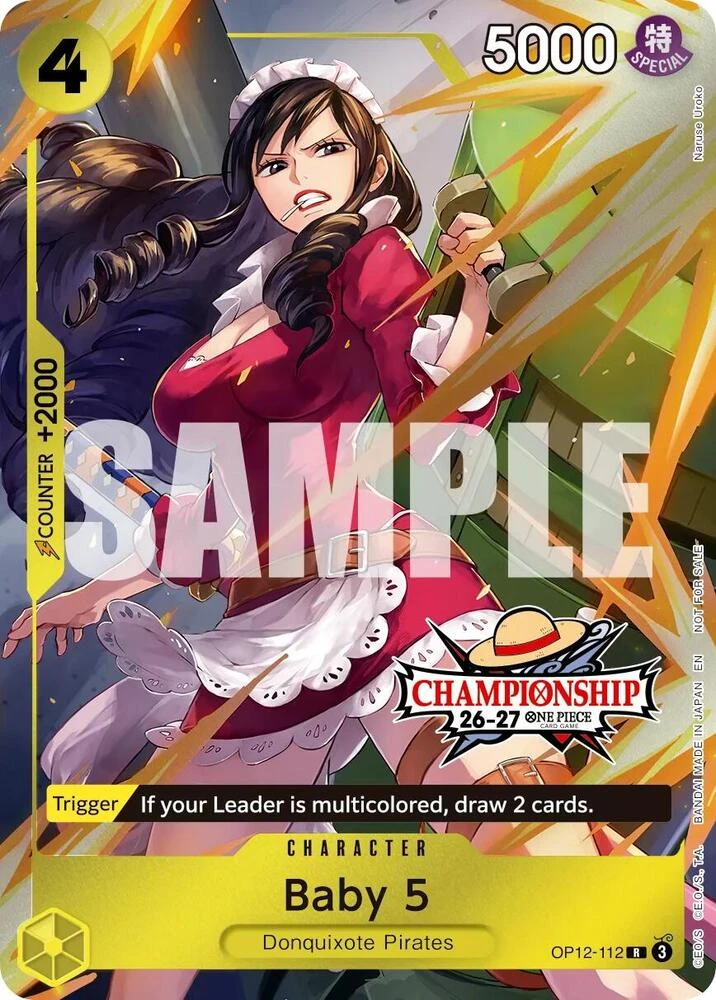 4
5000
特
SPECIAL
Naruse Uroko
COUNTER +2000
SAMPLE
CHAMPIONSHIP
26-27 ONE PIECE
CARD GAME
©EO/S ©E.O./S., T.A. BANDAI MADE IN JAPAN EN NOT FOR SALE
Trigger If your Leader is multicolored, draw 2 cards.
CHARACTER
Baby 5
Donquixote Pirates
OP12-112 R 3